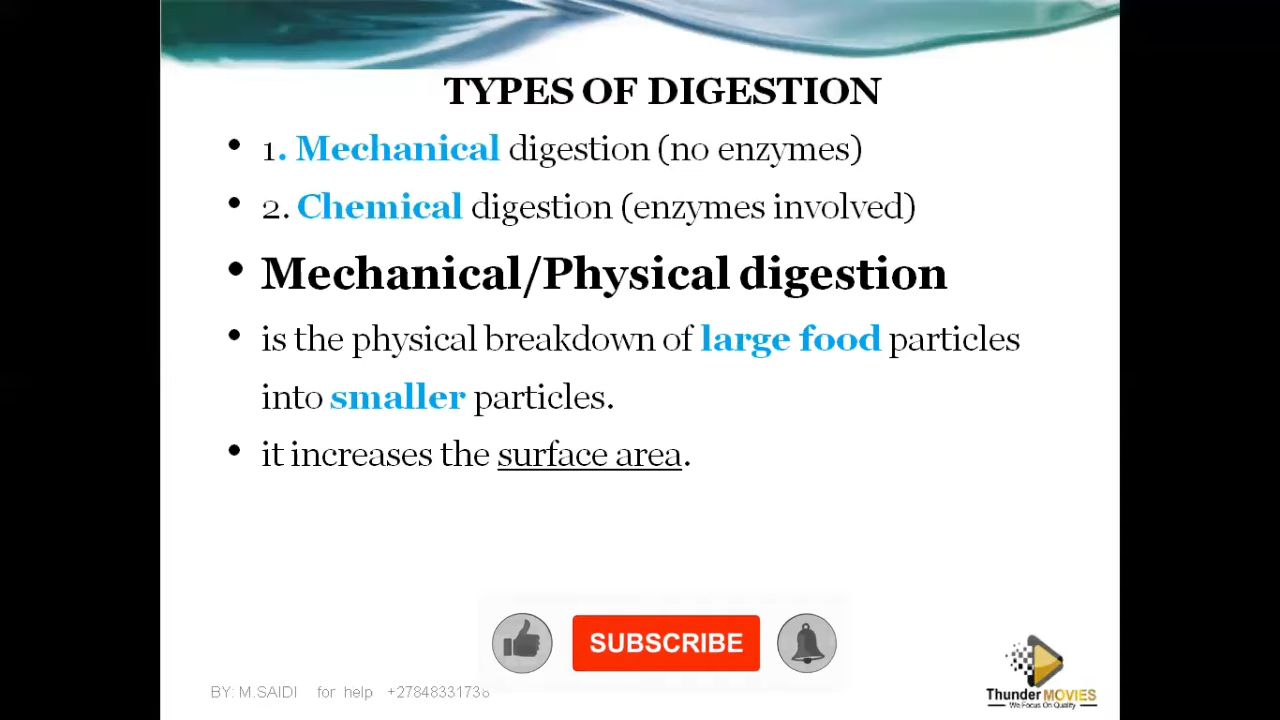 TYPES OF DIGESTION
• 1. Mechanical digestion (no enzymes)
• 2. Chemical digestion (enzymes involved)
• Mechanical/Physical digestion
• is the physical breakdown of large food particles
into smaller particles.
• it increases the surface area.
SUBSCRIBE
BY: M.SAIDI for help +27848331736
Thunder MOVIES
We Focus On Quality